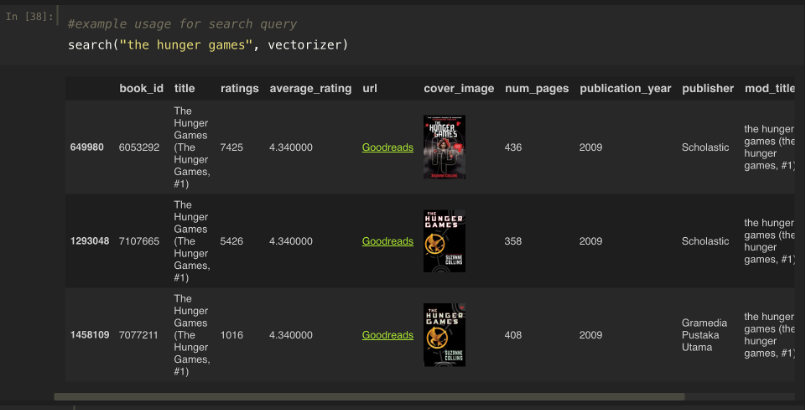 In [38]:
#example usage for search query
search("the hunger games", vectorizer)
book_id title ratings average_rating url cover_image num_pages publication_year publisher mod_title
649980 6053292 The Hunger Games (The Hunger Games, #1) 7425 4.340000 Goodreads THE HUNGER GAMES 436 2009 Scholastic the hunger games (the hunger games, #1)
1293048 7107665 The Hunger Games (The Hunger Games, #1) 5426 4.340000 Goodreads THE HUNGER GAMES SUZANNE COLLINS 358 2009 Scholastic the hunger games (the hunger games, #1)
1458109 7077211 The Hunger Games (The Hunger Games, #1) 1016 4.340000 Goodreads THE HUNGER GAMES SUZANNE COLLINS 408 2009 Gramedia Pustaka Utama the hunger games (the hunger games, #1)